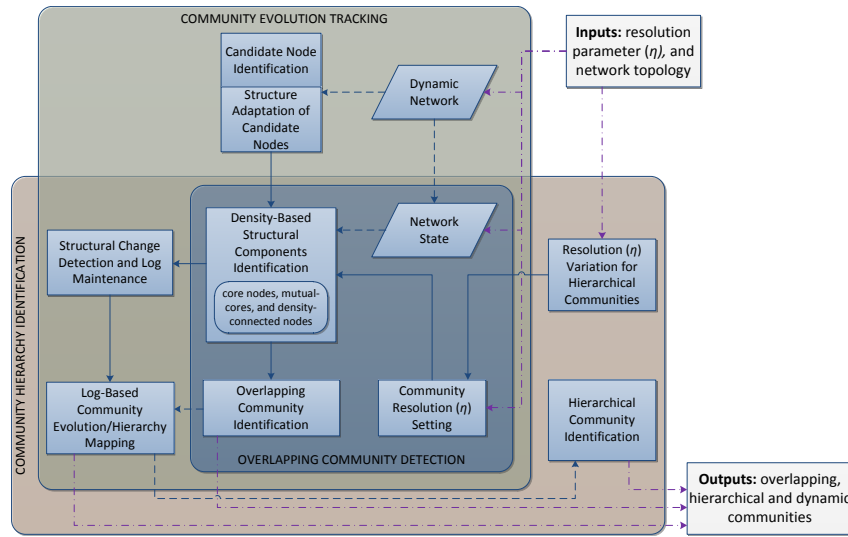 COMMUNITY EVOLUTION TRACKING
Candidate Node
Identification
Structure
Adaptation of
Candidate
Nodes
Dynamic
Network
Inputs: resolution
parameter (η), and
network topology
COMMUNITY HIERARCHY IDENTIFICATION
Structural Change
Detection and Log
Maintenance
Density-Based
Structural
Components
Identification
core nodes, mutual-
cores, and density-
connected nodes
Network
State
Resolution (η)
Variation for
Hierarchical
Communities
Log-Based
Community
Evolution/Hierarchy
Mapping
Overlapping
Community
Identification
Community
Resolution (η)
Setting
Hierarchical
Community
Identification
OVERLAPPING COMMUNITY DETECTION
Outputs: overlapping,
hierarchical and dynamic
communities